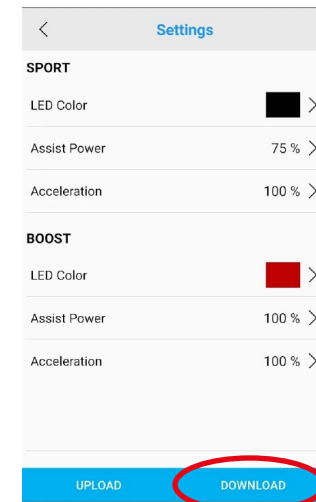 Settings
SPORT
LED Color
Assist Power 75 %
Acceleration 100 %
BOOST
LED Color
Assist Power 100 %
Acceleration 100 %
UPLOAD DOWNLOAD